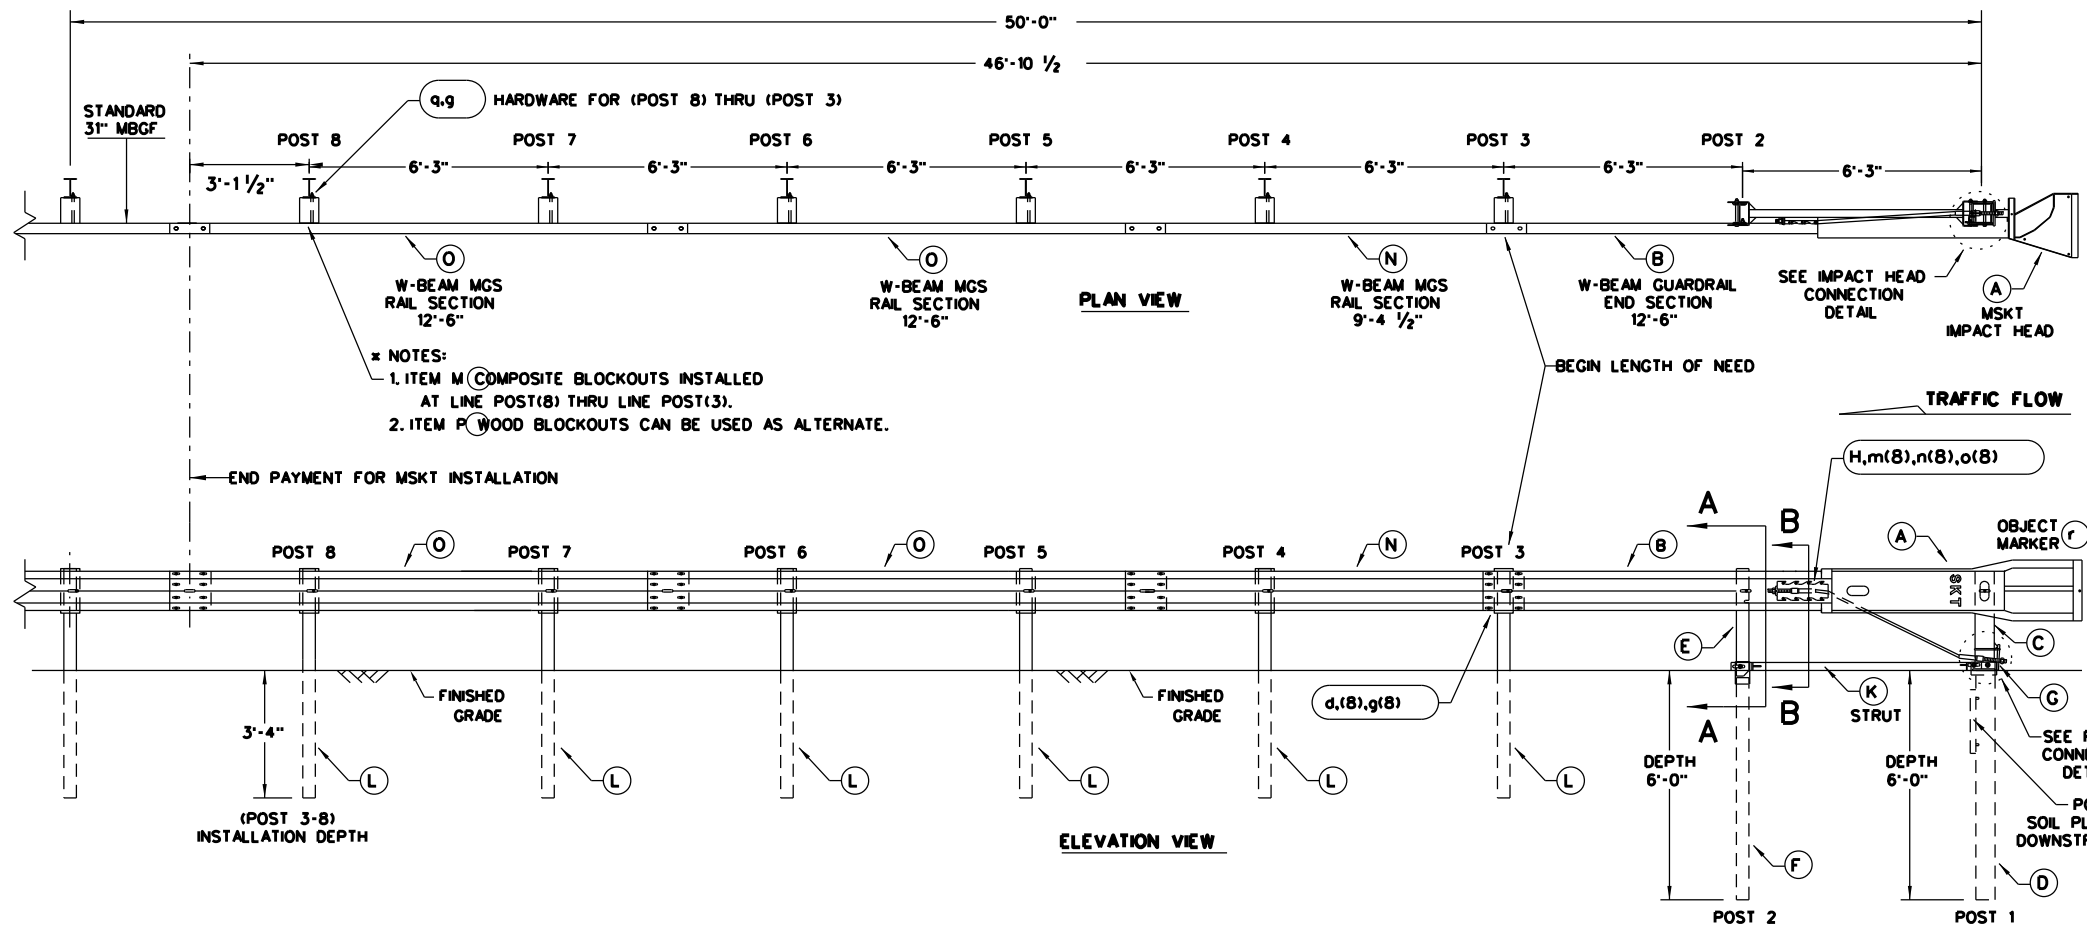 50'-0"
46'-10 ½
q,g HARDWARE FOR (POST 8) THRU (POST 3)
STANDARD
31" MBGF
POST 8
POST 7
POST 6
POST 5
POST 4
POST 3
POST 2
3'-1 ½"
6'-3"
6'-3"
6'-3"
6'-3"
6'-3"
6'-3"
6'-3"
O
W-BEAM MGS
RAIL SECTION
12'-6"
O
W-BEAM MGS
RAIL SECTION
12'-6"
PLAN VIEW
N
W-BEAM MGS
RAIL SECTION
9'-4 ½"
B
W-BEAM GUARDRAIL
END SECTION
12'-6"
SEE IMPACT HEAD
CONNECTION
DETAIL
A
MSKT
IMPACT HEAD
* NOTES:
1. ITEM M COMPOSITE BLOCKOUTS INSTALLED
AT LINE POST(8) THRU LINE POST(3).
2. ITEM P WOOD BLOCKOUTS CAN BE USED AS ALTERNATE.
BEGIN LENGTH OF NEED
TRAFFIC FLOW
END PAYMENT FOR MSKT INSTALLATION
H,m(8),n(8),o(8)
A
B
POST 8
O
POST 7
POST 6
O
POST 5
POST 4
N
POST 3
B
A
OBJECT
MARKER r
SKT
E
C
FINISHED
GRADE
FINISHED
GRADE
d,(8),g(8)
K
STRUT
G
A
B
3'-4"
L
L
L
L
L
L
DEPTH
6'-0"
DEPTH
6'-0"
SEE
CONNE
DET
SOIL PL
DOWNSTR
(POST 3-8)
INSTALLATION DEPTH
ELEVATION VIEW
F
D
POST 2
POST 1